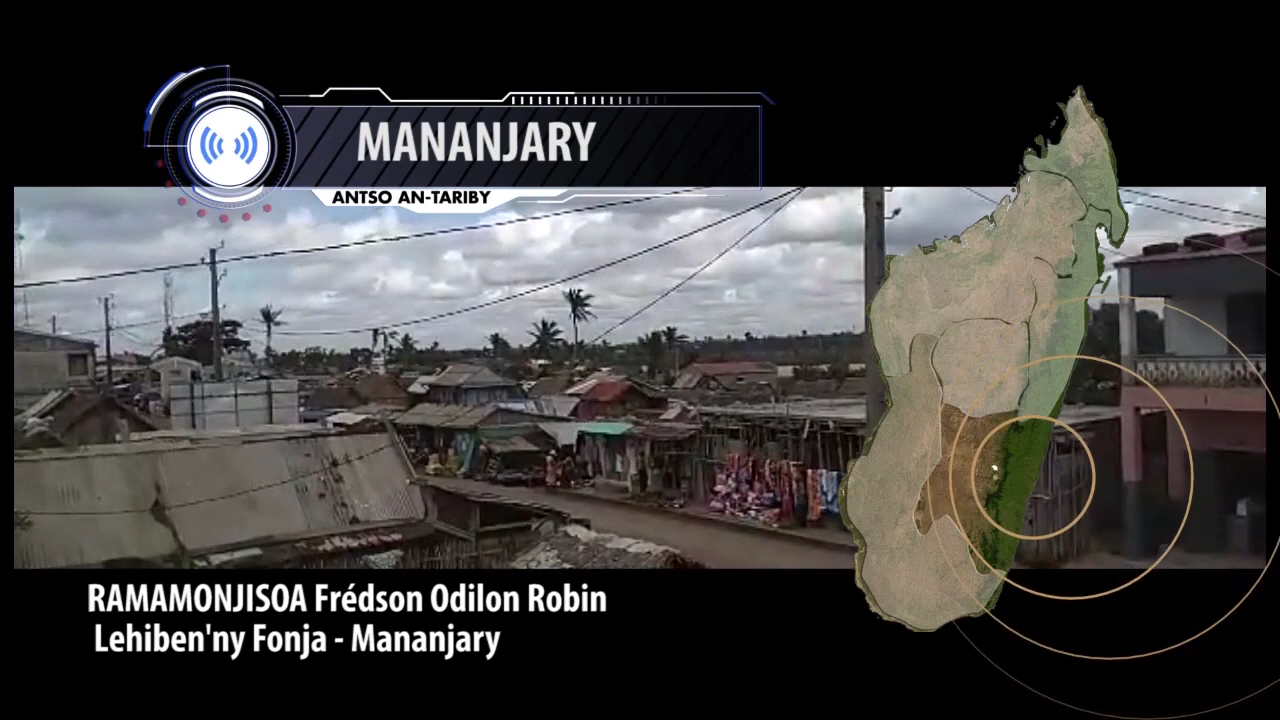 MANANJARY
ANTSO AN-TARIBY
RAMAMONJISOA Frédson Odilon Robin
Lehiben'ny Fonja - Mananjary